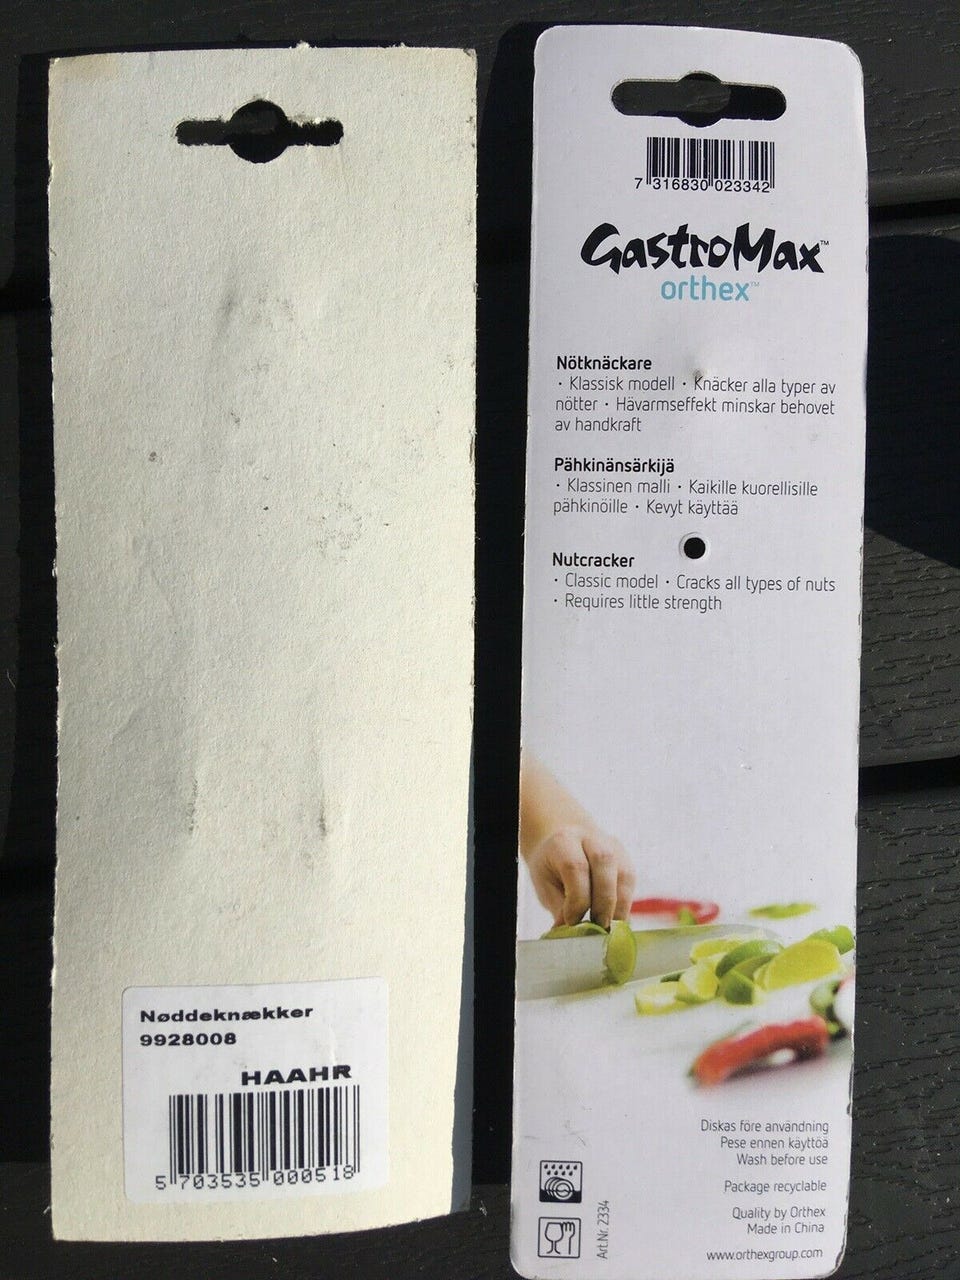 Nøddeknækker
9928008
HAAHR
5 703535 000518
7 316830 023342
GastroMax™
orthex™
Nötknäckare
· Klassisk modell · Knäcker alla typer av
nötter · Hävarmseffekt minskar behovet
av handkraft
Pähkinänsärkijä
· Klassinen malli · Kaikille kuorellisille
pähkinöille · Kevyt käyttää
Nutcracker
· Classic model · Cracks all types of nuts
· Requires little strength
Diskas före användning
Pese ennen käyttöä
Wash before use
Package recyclable
Quality by Orthex
Made in China
www.orthexgroup.com
Art.Nr. 2334